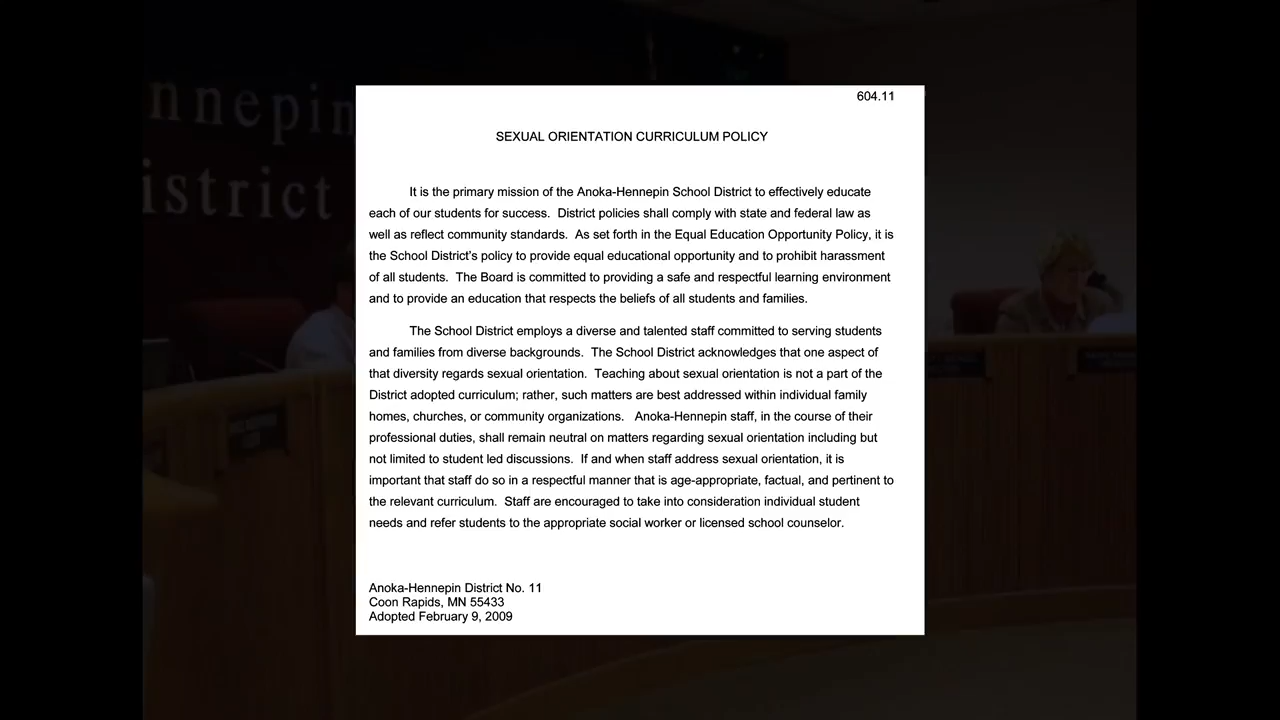 nnepin
istrict
604.11
SEXUAL ORIENTATION CURRICULUM POLICY
It is the primary mission of the Anoka-Hennepin School District to effectively educate
each of our students for success. District policies shall comply with state and federal law as
well as reflect community standards. As set forth in the Equal Education Opportunity Policy, it is
the School District's policy to provide equal educational opportunity and to prohibit harassment
of all students. The Board is committed to providing a safe and respectful learning environment
and to provide an education that respects the beliefs of all students and families.
The School District employs a diverse and talented staff committed to serving students
and families from diverse backgrounds. The School District acknowledges that one aspect of
that diversity regards sexual orientation. Teaching about sexual orientation is not a part of the
District adopted curriculum; rather, such matters are best addressed within individual family
homes, churches, or community organizations. Anoka-Hennepin staff, in the course of their
professional duties, shall remain neutral on matters regarding sexual orientation including but
not limited to student led discussions. If and when staff address sexual orientation, it is
important that staff do so in a respectful manner that is age-appropriate, factual, and pertinent to
the relevant curriculum. Staff are encouraged to take into consideration individual student
needs and refer students to the appropriate social worker or licensed school counselor.
Anoka-Hennepin District No. 11
Coon Rapids, MN 55433
Adopted February 9, 2009